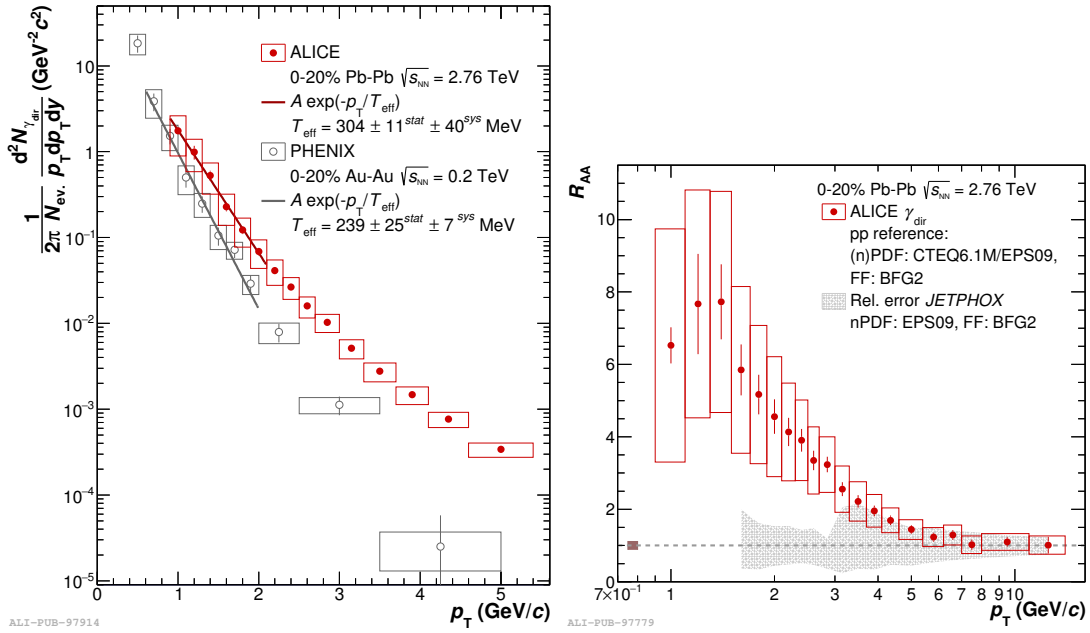 1/2π N_ev. d²N_γdir / p_T dp_T dy (GeV⁻²c²)
10
1
10⁻¹
10⁻²
10⁻³
10⁻⁴
10⁻⁵
ALICE
0-20% Pb-Pb √s_NN = 2.76 TeV
A exp(-p_T/T_eff)
T_eff = 304 ± 11^stat ± 40^sys MeV
PHENIX
0-20% Au-Au √s_NN = 0.2 TeV
A exp(-p_T/T_eff)
T_eff = 239 ± 25^stat ± 7^sys MeV
0 1 2 3 4 5
p_T (GeV/c)
ALI-PUB-97914
R_AA
10
8
6
4
2
0
0-20% Pb-Pb √s_NN = 2.76 TeV
ALICE γ_dir
pp reference:
(n)PDF: CTEQ6.1M/EPS09,
FF: BFG2
Rel. error JETPHOX
nPDF: EPS09, FF: BFG2
7×10⁻¹ 1 2 3 4 5 6 7 8 9 10
p_T (GeV/c)
ALI-PUB-97779